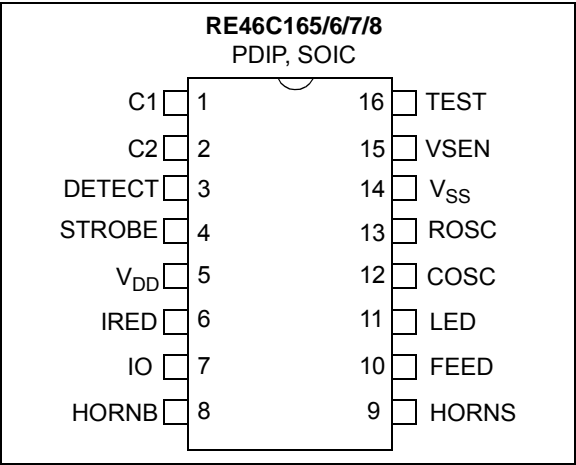 RE46C165/6/7/8
PDIP, SOIC
C1 1 16 TEST
C2 2 15 VSEN
DETECT 3 14 VSS
STROBE 4 13 ROSC
VDD 5 12 COSC
IRED 6 11 LED
IO 7 10 FEED
HORNB 8 9 HORNS